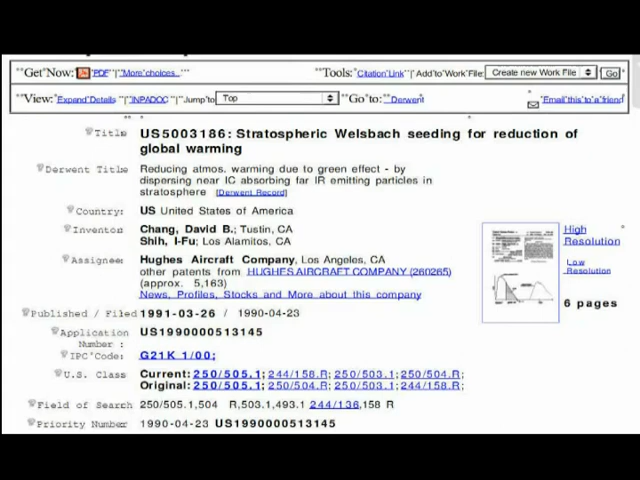 Get Now: PDF | More choices...
Tools: Citation Link | Add to Work File: Create new Work File Go
View: Expand Details | INPADOC | Jump to: Top Go to: Derwent
Email this to a friend
Title: US5003186: Stratospheric Welsbach seeding for reduction of
global warming
Derwent Title: Reducing atmos. warming due to green effect - by
dispersing near IC absorbing far IR emitting particles in
stratosphere [Derwent Record]
Country: US United States of America
Inventor: Chang, David B.; Tustin, CA
Shih, I-Fu; Los Alamitos, CA
Assignee: Hughes Aircraft Company, Los Angeles, CA
other patents from HUGHES AIRCRAFT COMPANY (260265)
(approx. 5,163)
News, Profiles, Stocks and More about this company
High
Resolution
Low
Resolution
6 pages
Published / Filed: 1991-03-26 / 1990-04-23
Application
Number: US1990000513145
IPC Code: G21K 1/00;
U.S. Class: Current: 250/505.1; 244/158.R; 250/503.1; 250/504.R;
Original: 250/505.1; 250/504.R; 250/503.1; 244/158.R;
Field of Search: 250/505.1,504 R,503.1,493.1 244/136,158 R
Priority Number: 1990-04-23 US1990000513145